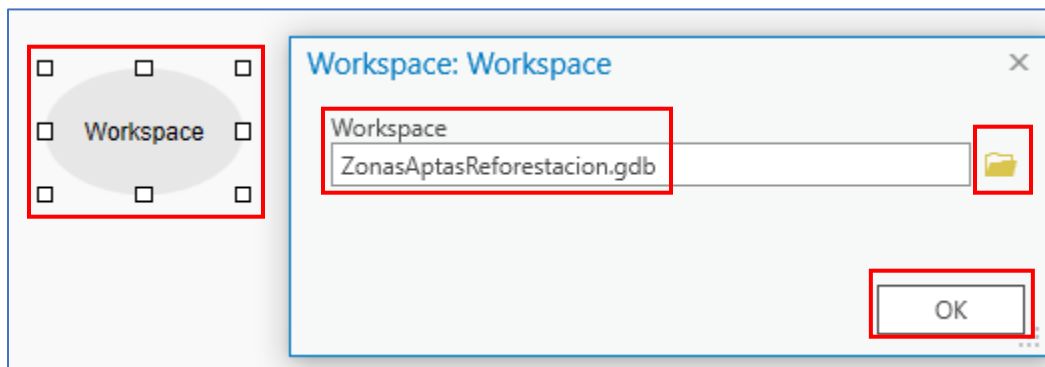 Workspace
Workspace: Workspace
Workspace
ZonasAptasReforestacion.gdb
OK